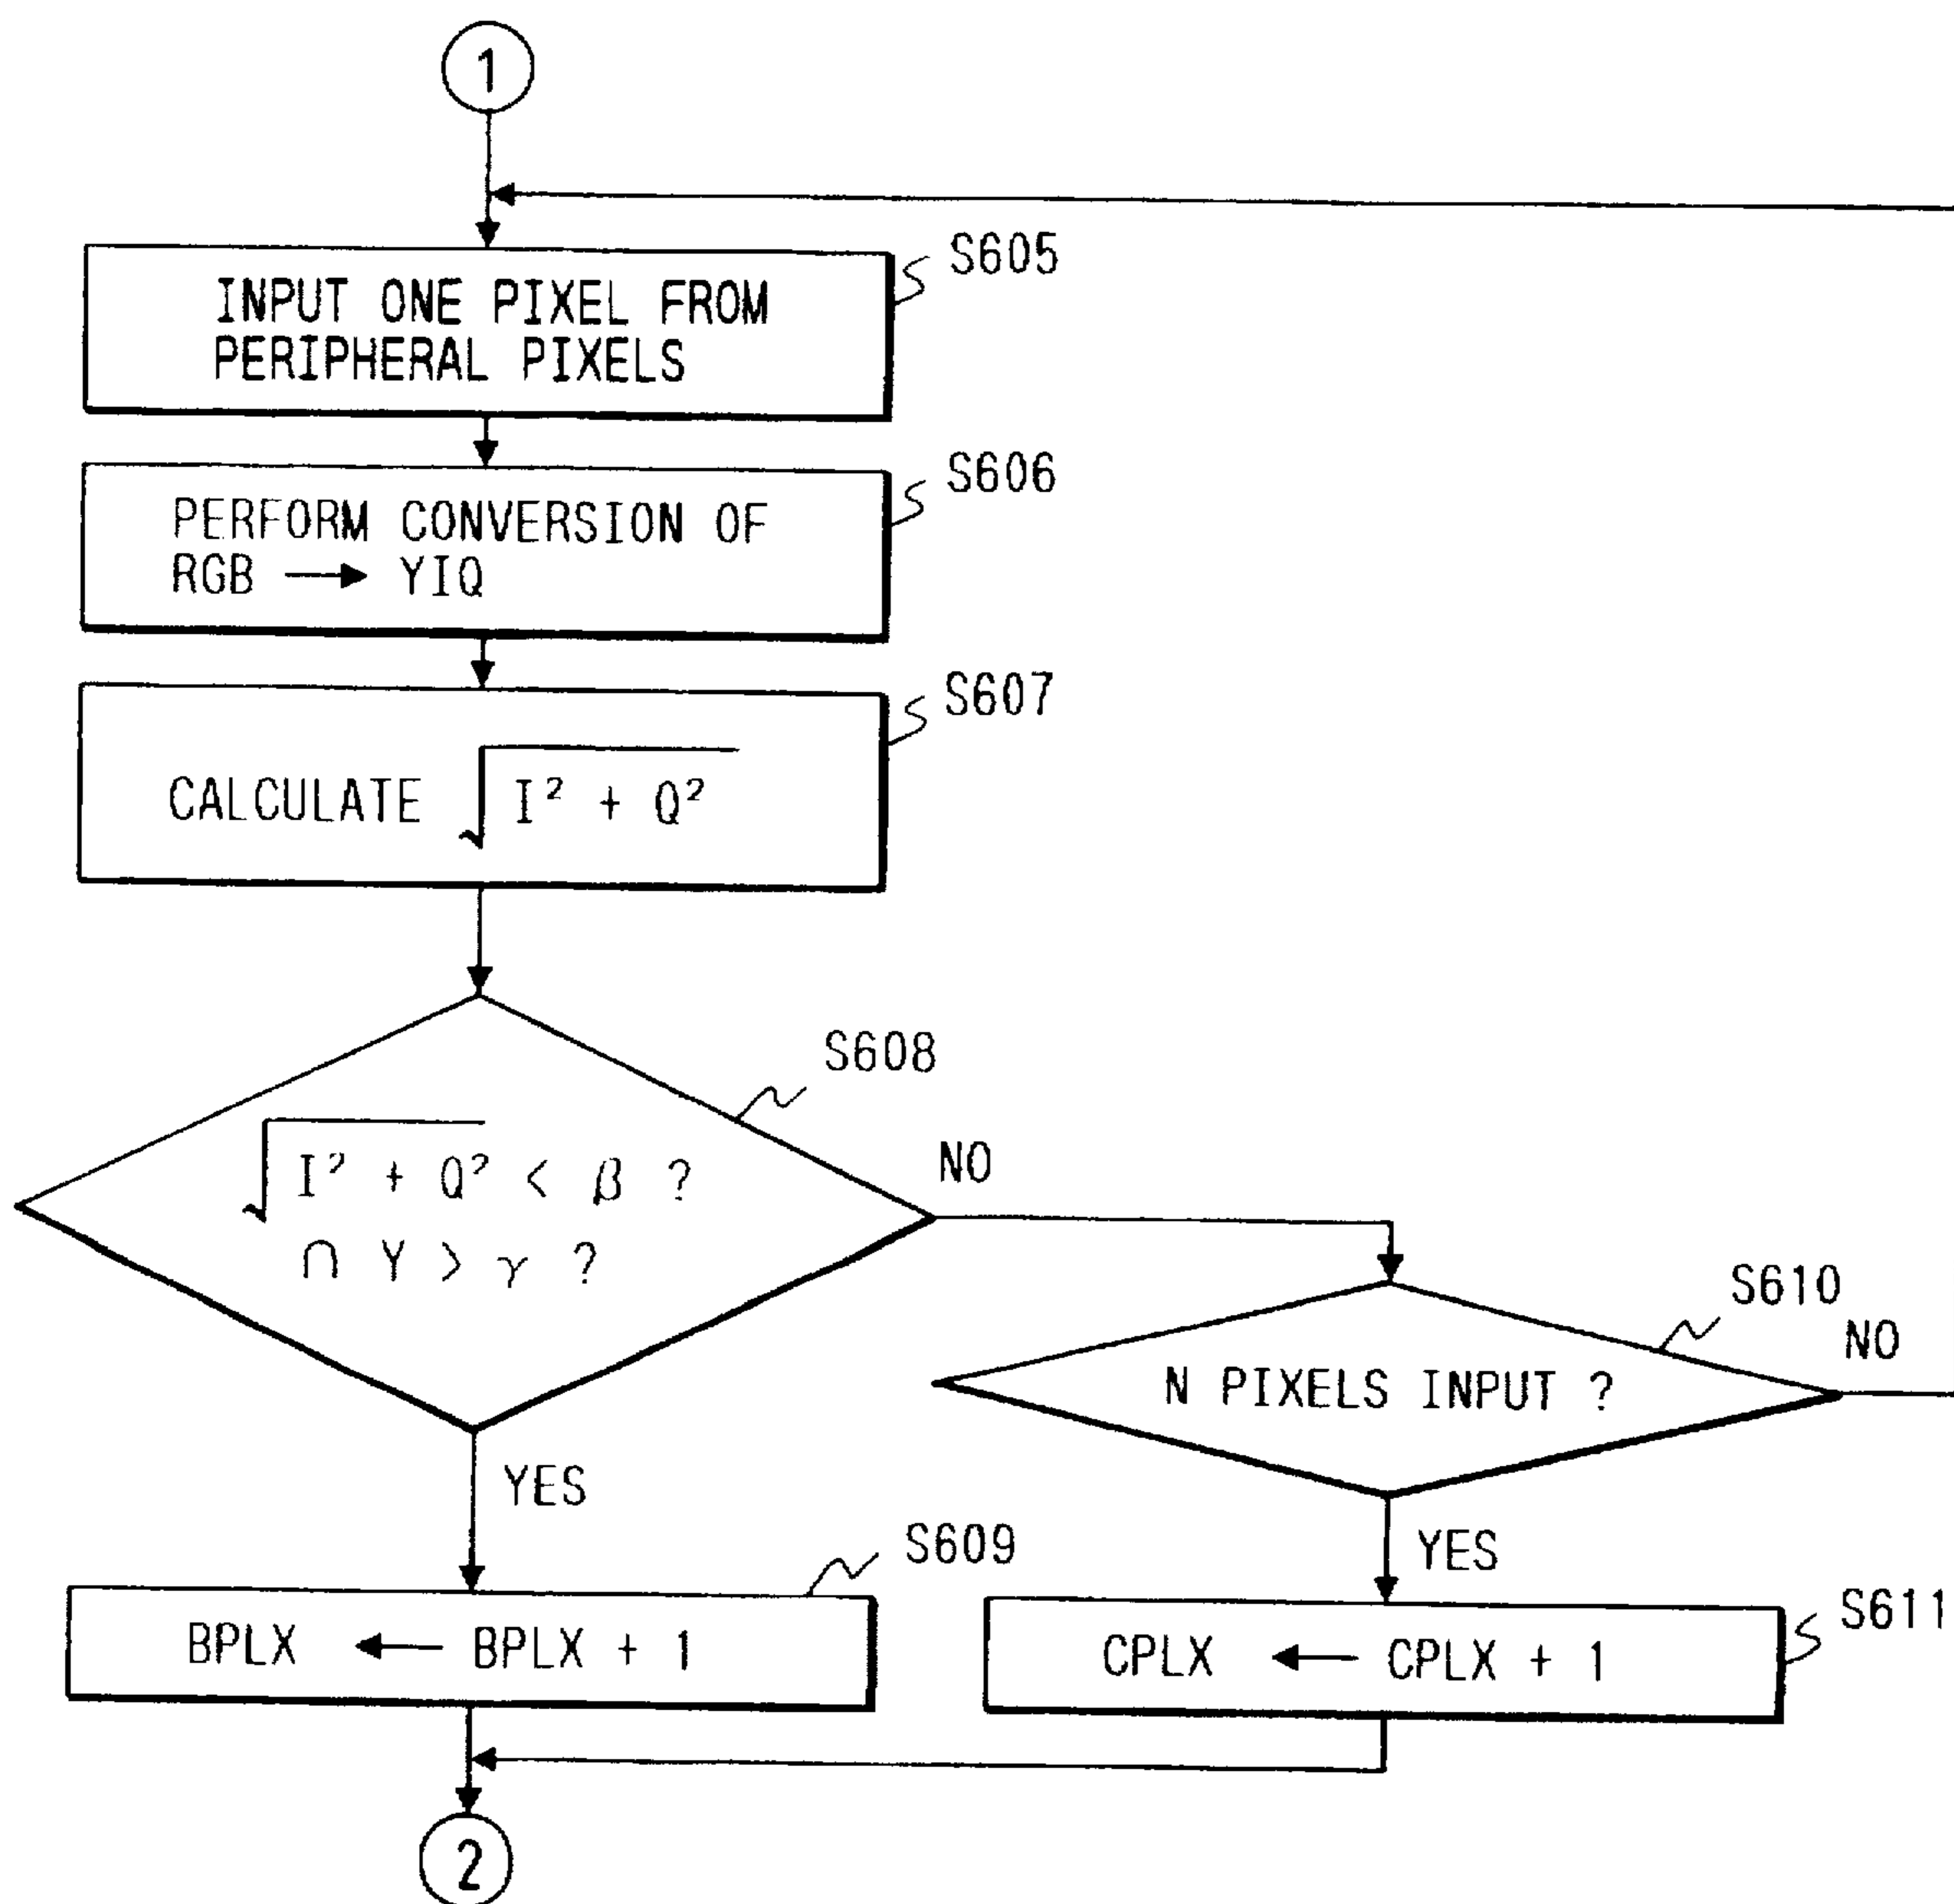 1
S605
INPUT ONE PIXEL FROM
PERIPHERAL PIXELS
S606
PERFORM CONVERSION OF
RGB → YIQ
S607
CALCULATE √I² + Q²
S608
√I² + Q² < β ?
∩ Y > γ ?
NO
YES
S610
N PIXELS INPUT ?
NO
YES
S609
BPLX ← BPLX + 1
S611
CPLX ← CPLX + 1
2